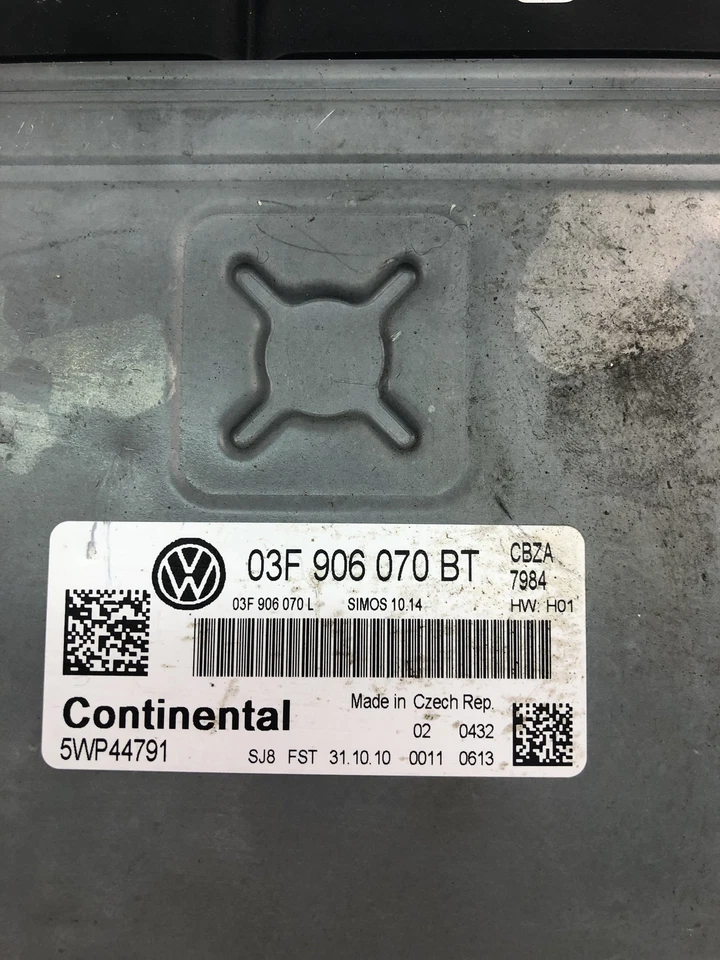 03F 906 070 BT
CBZA
7984
03F 906 070 L SIMOS 10.14 HW: H01
Continental
Made in Czech Rep.
02 0432
5WP44791
SJ8 FST 31.10.10 0011 0613